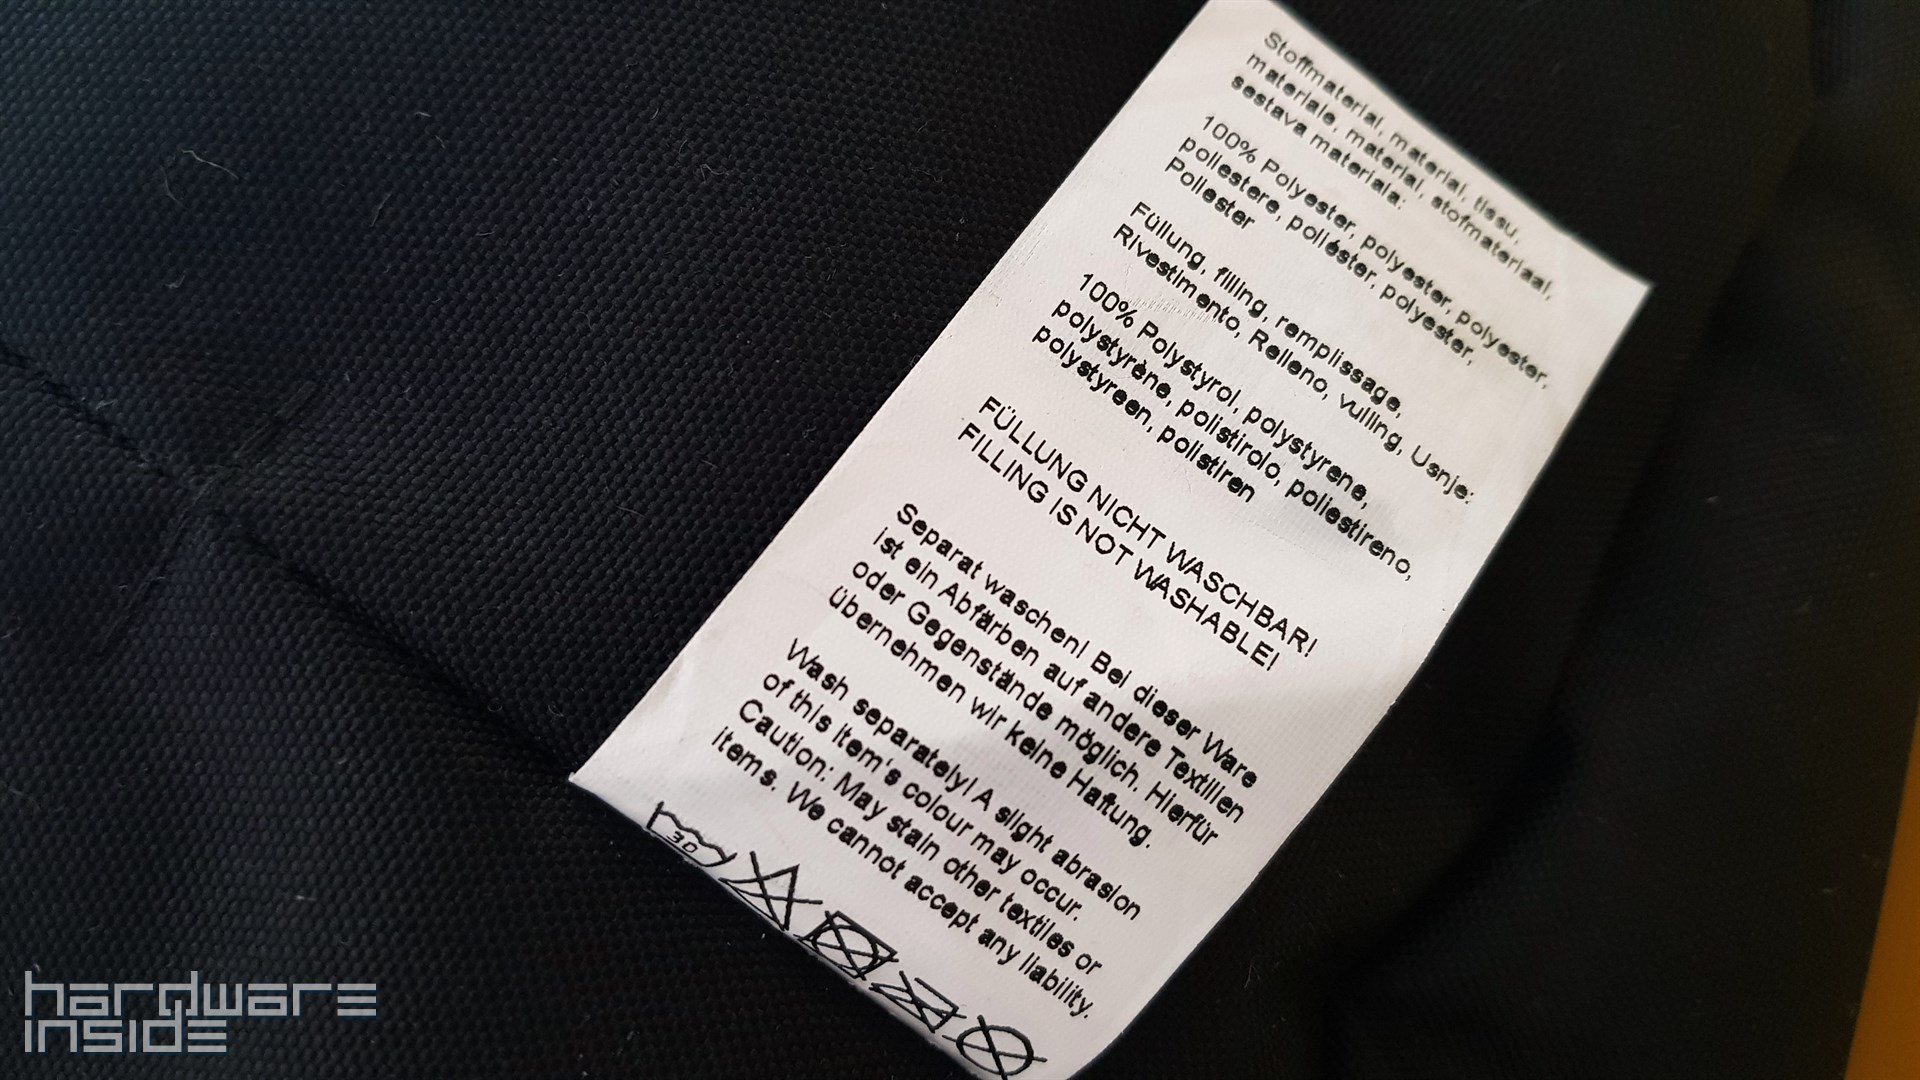 Stoffmaterial, material, tissu,
materiale, material, stofmateriaal,
sestava materiala:
100% Polyester, polyester, polyester,
poliestere, poliéster, polyester,
Poliester
Füllung, filling, remplissage,
Rivestimento, Relleno, vulling, Usnje:
100% Polystyrol, polystyrene,
polystyrène, polistirolo, poliestireno,
polystyreen, polistiren
FÜLLUNG NICHT WASCHBAR!
FILLING IS NOT WASHABLE!
Separat waschen! Bei dieser Ware
ist ein Abfärben auf andere Textilien
oder Gegenstände möglich. Hierfür
übernehmen wir keine Haftung.
Wash separately! A slight abrasion
of this item's colour may occur.
Caution: May stain other textiles or
items. We cannot accept any liability.
30
hardware
inside